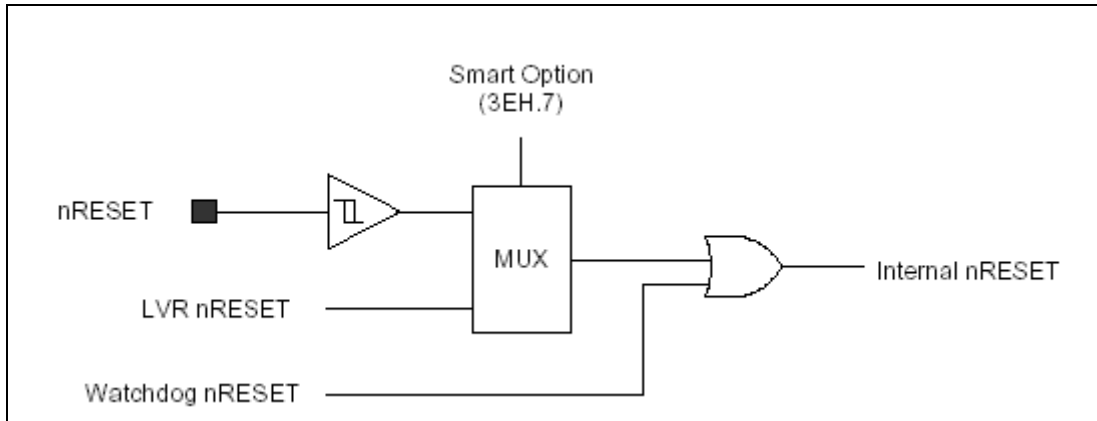 Smart Option
(3EH.7)
nRESET
MUX
Internal nRESET
LVR nRESET
Watchdog nRESET